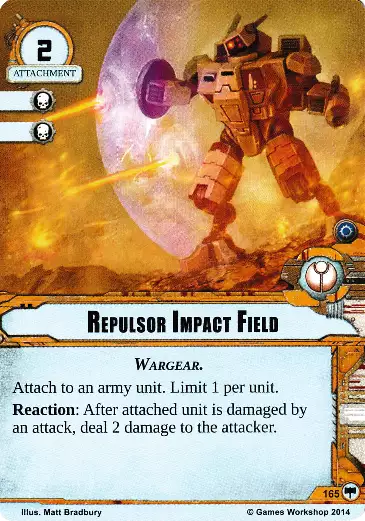 2
ATTACHMENT
REPULSOR IMPACT FIELD
WARGEAR.
Attach to an army unit. Limit 1 per unit.
Reaction: After attached unit is damaged by
an attack, deal 2 damage to the attacker.
165
Illus. Matt Bradbury
© Games Workshop 2014